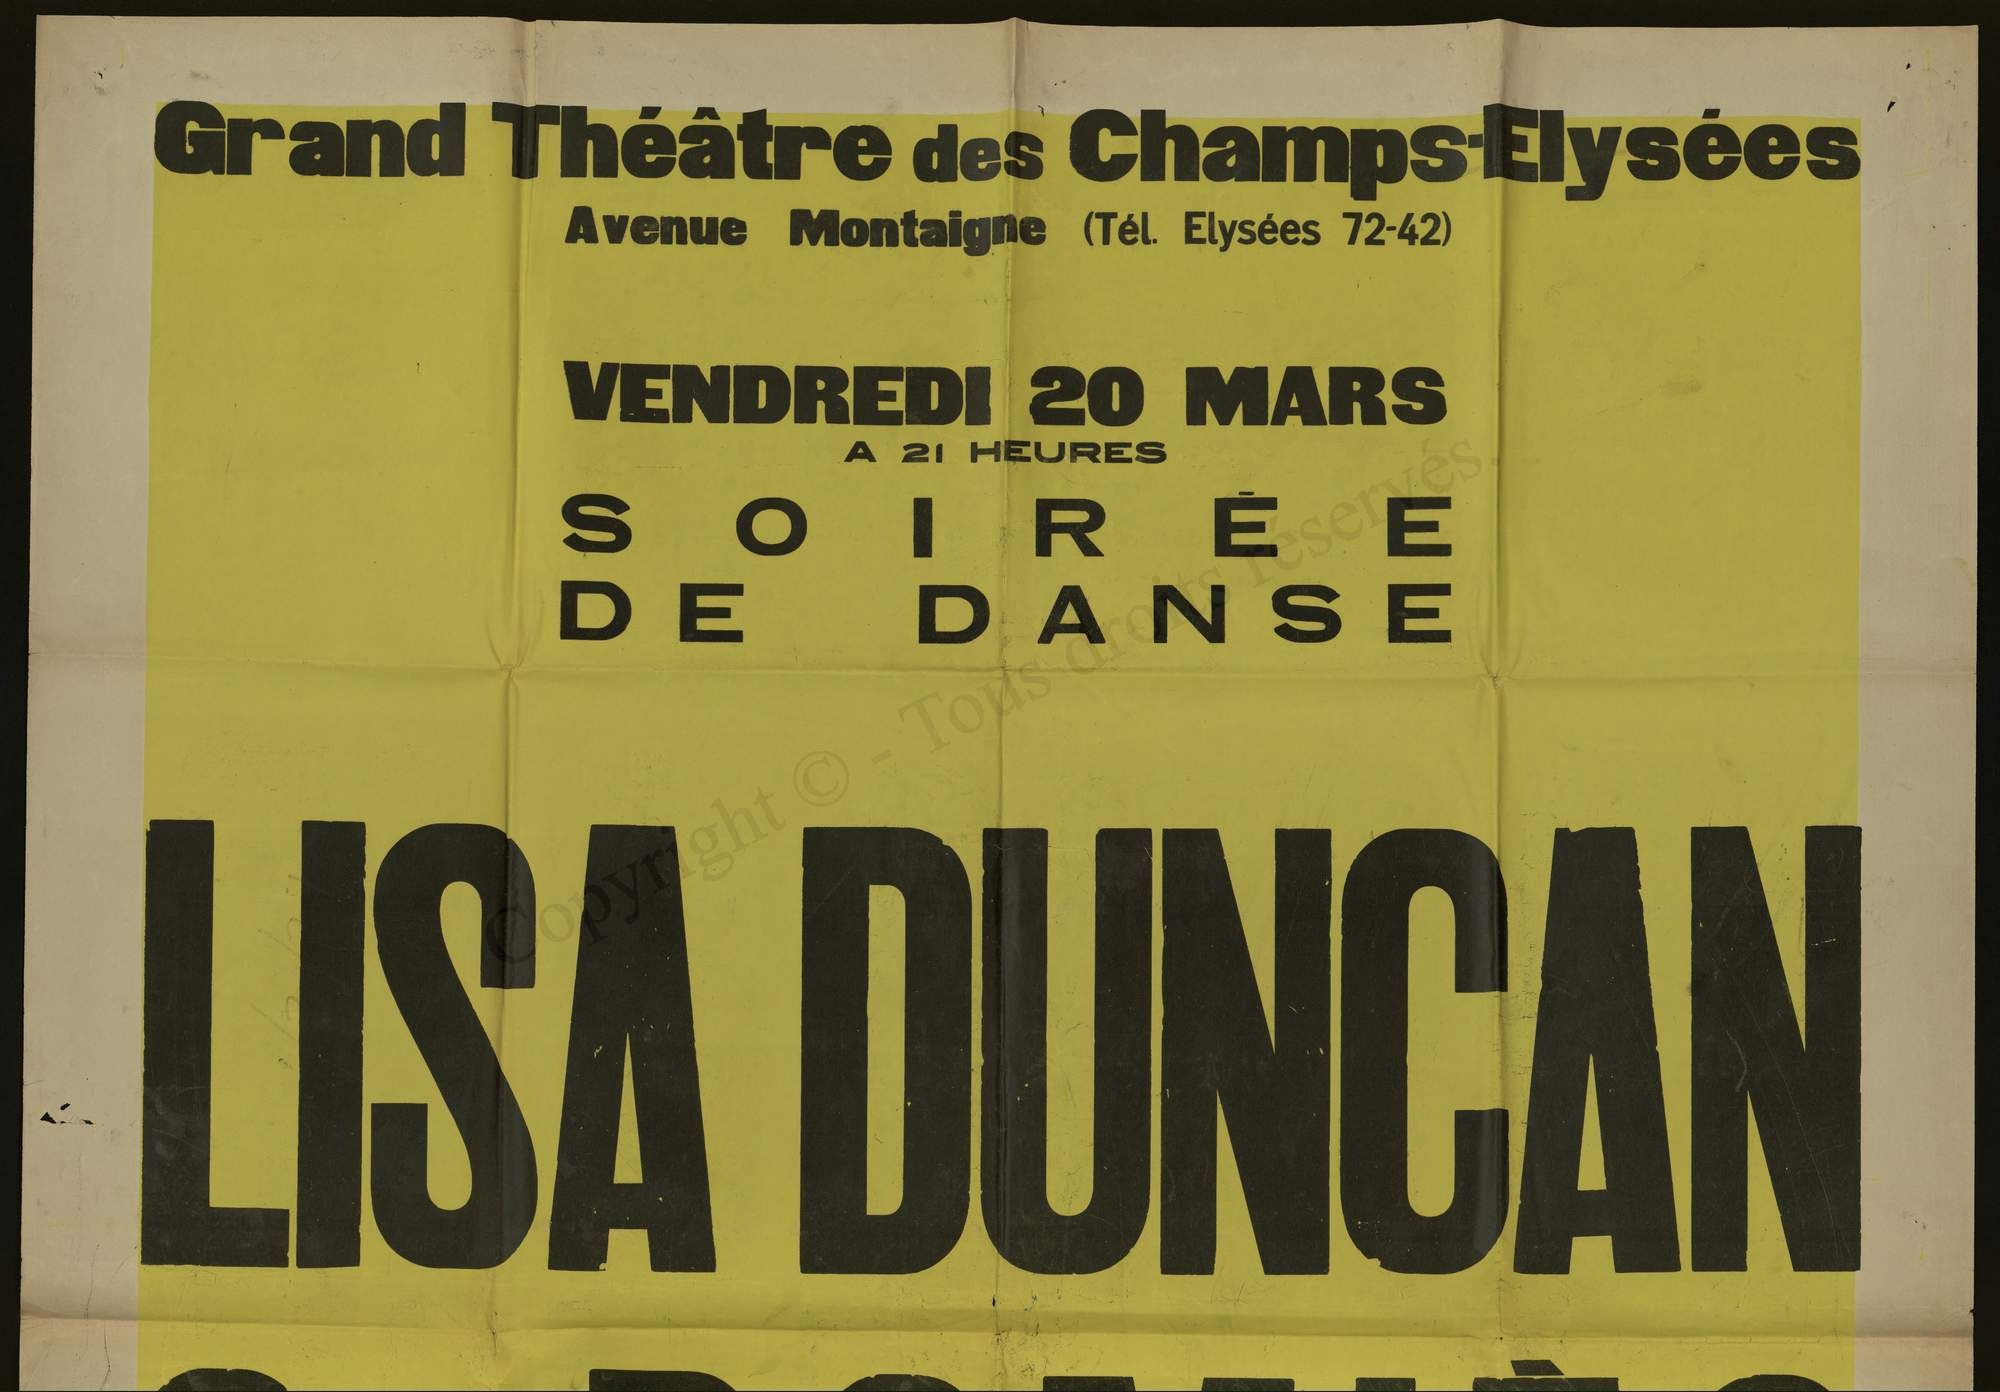 Grand Théâtre des Champs-Elysées
Avenue Montaigne (Tél. Elysées 72-42)
VENDREDI 20 MARS
A 21 HEURES
SOIRÉE
DE DANSE
Copyright © - Tous droits réservés.
LISA DUNCAN